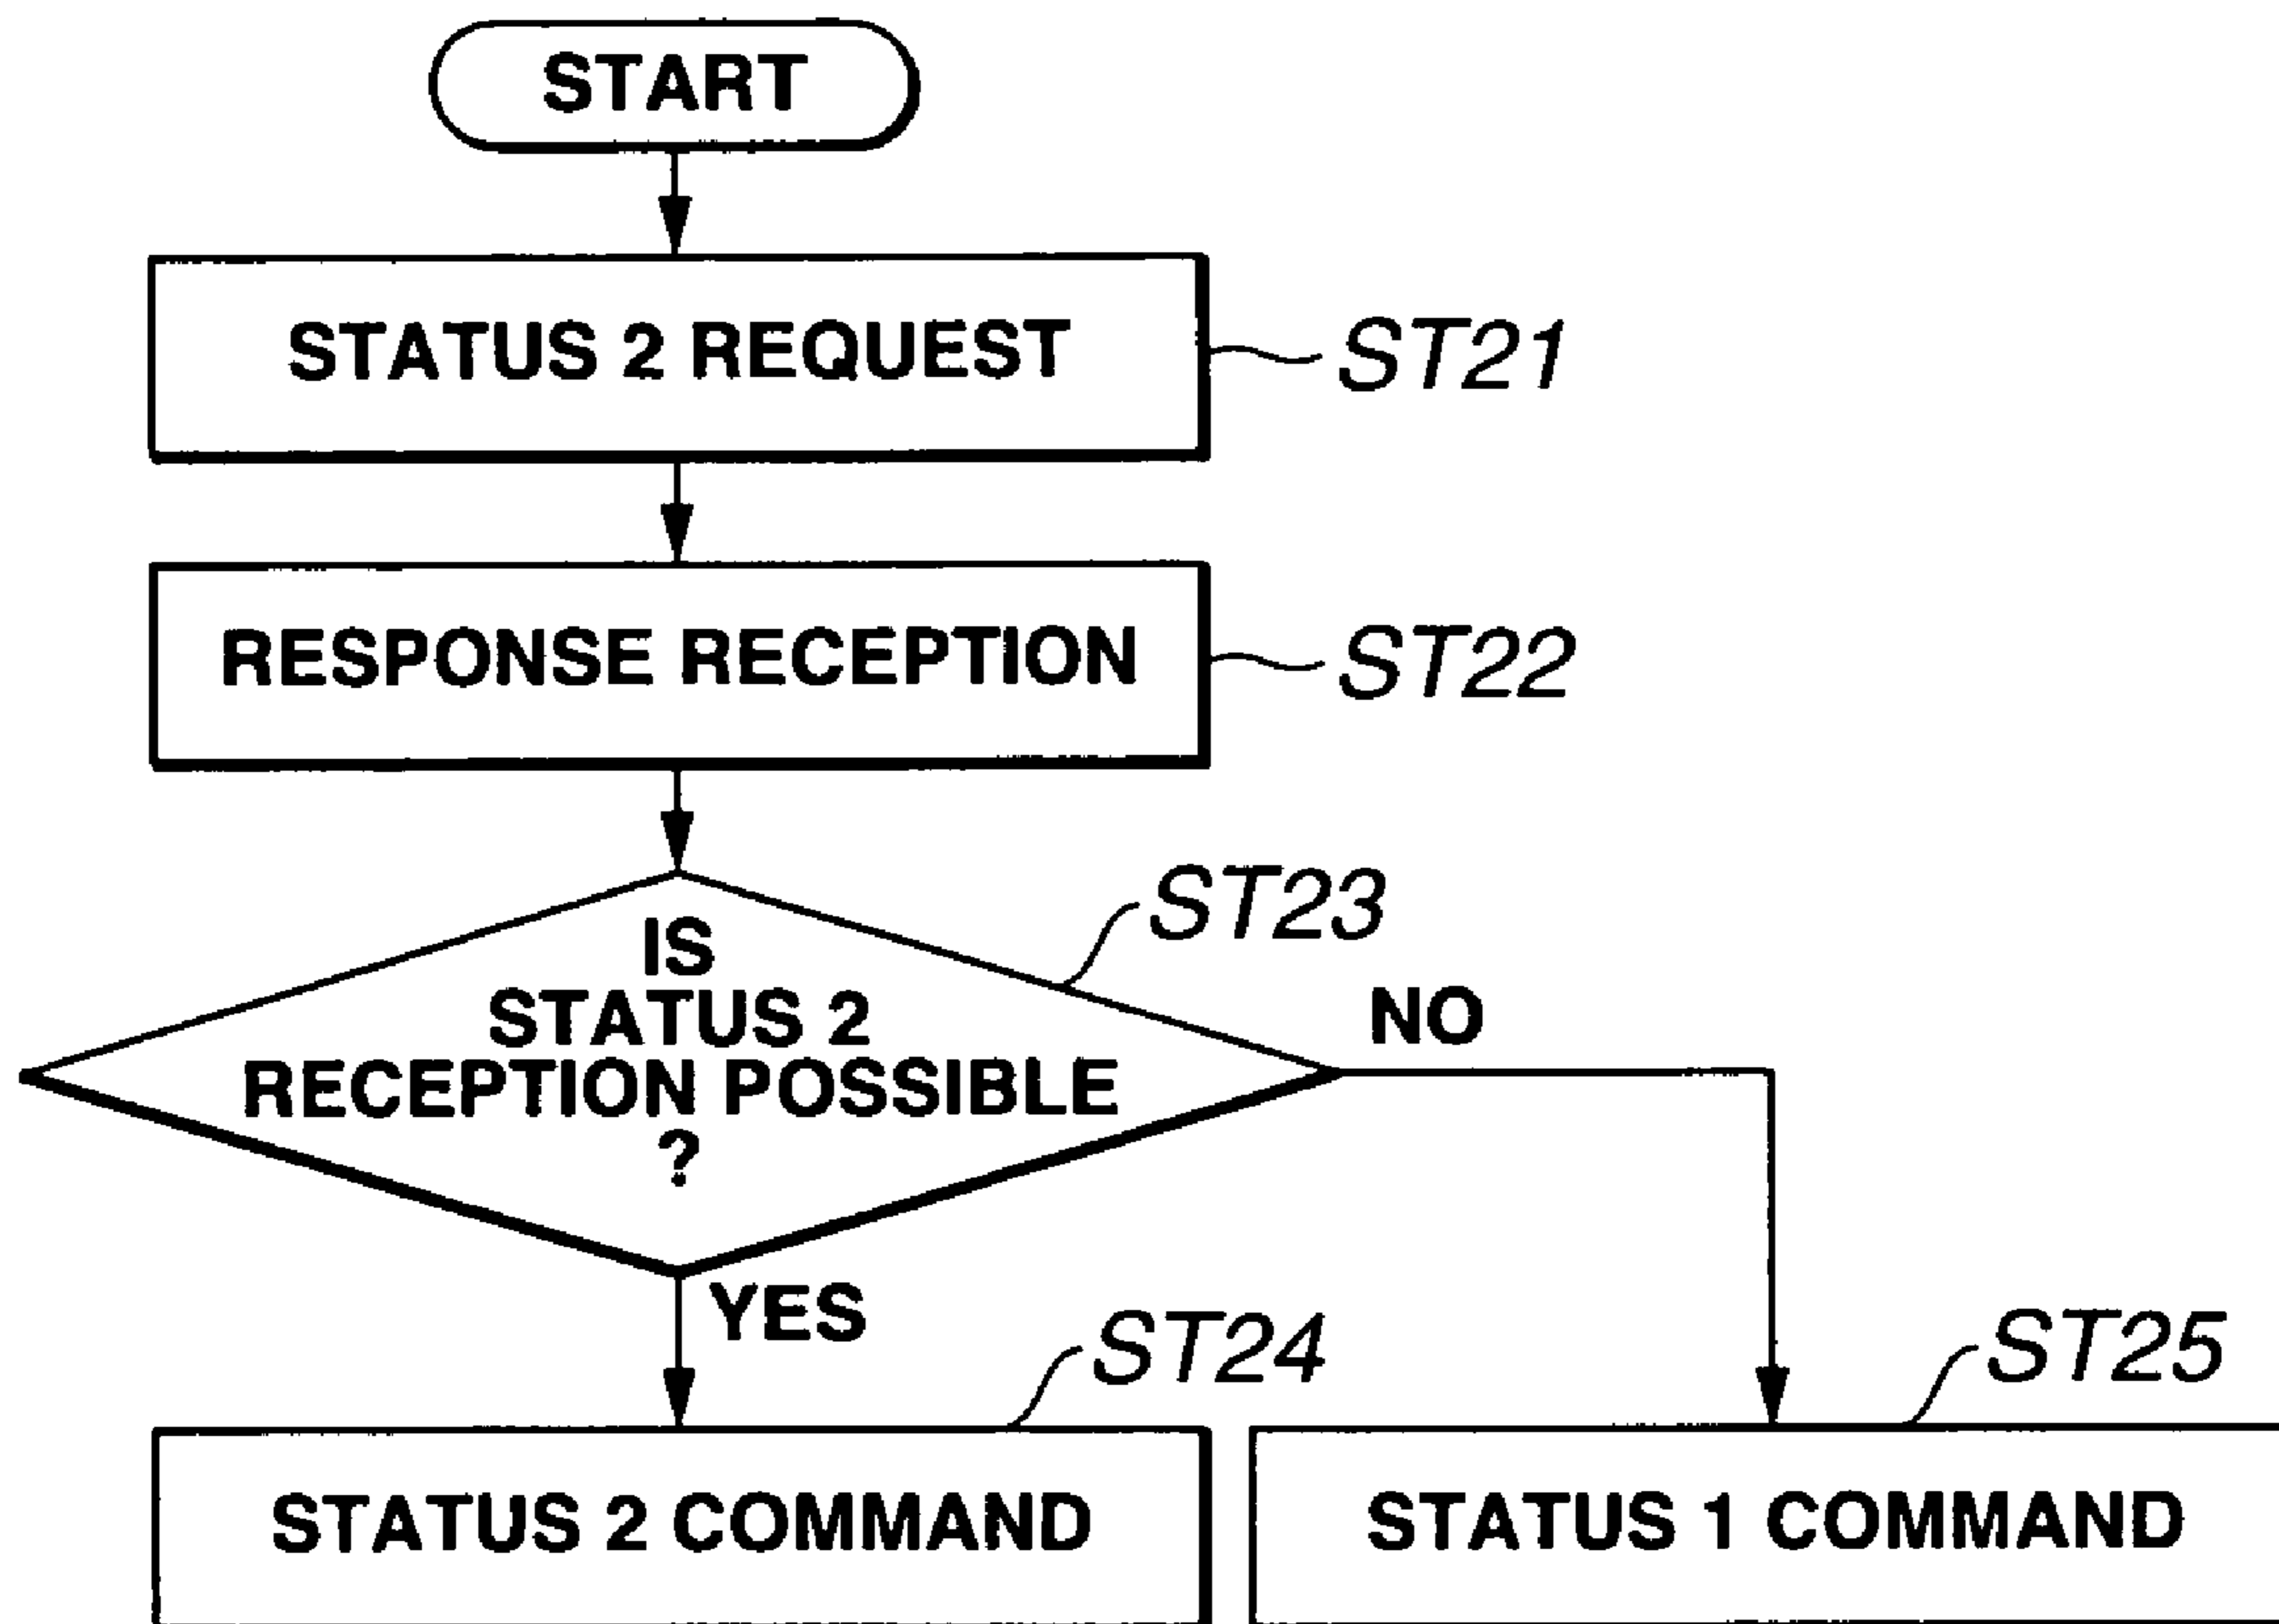 START
STATUS 2 REQUEST
ST21
RESPONSE RECEPTION
ST22
ST23
IS
STATUS 2
RECEPTION POSSIBLE
?
NO
YES
ST24
ST25
STATUS 2 COMMAND
STATUS 1 COMMAND